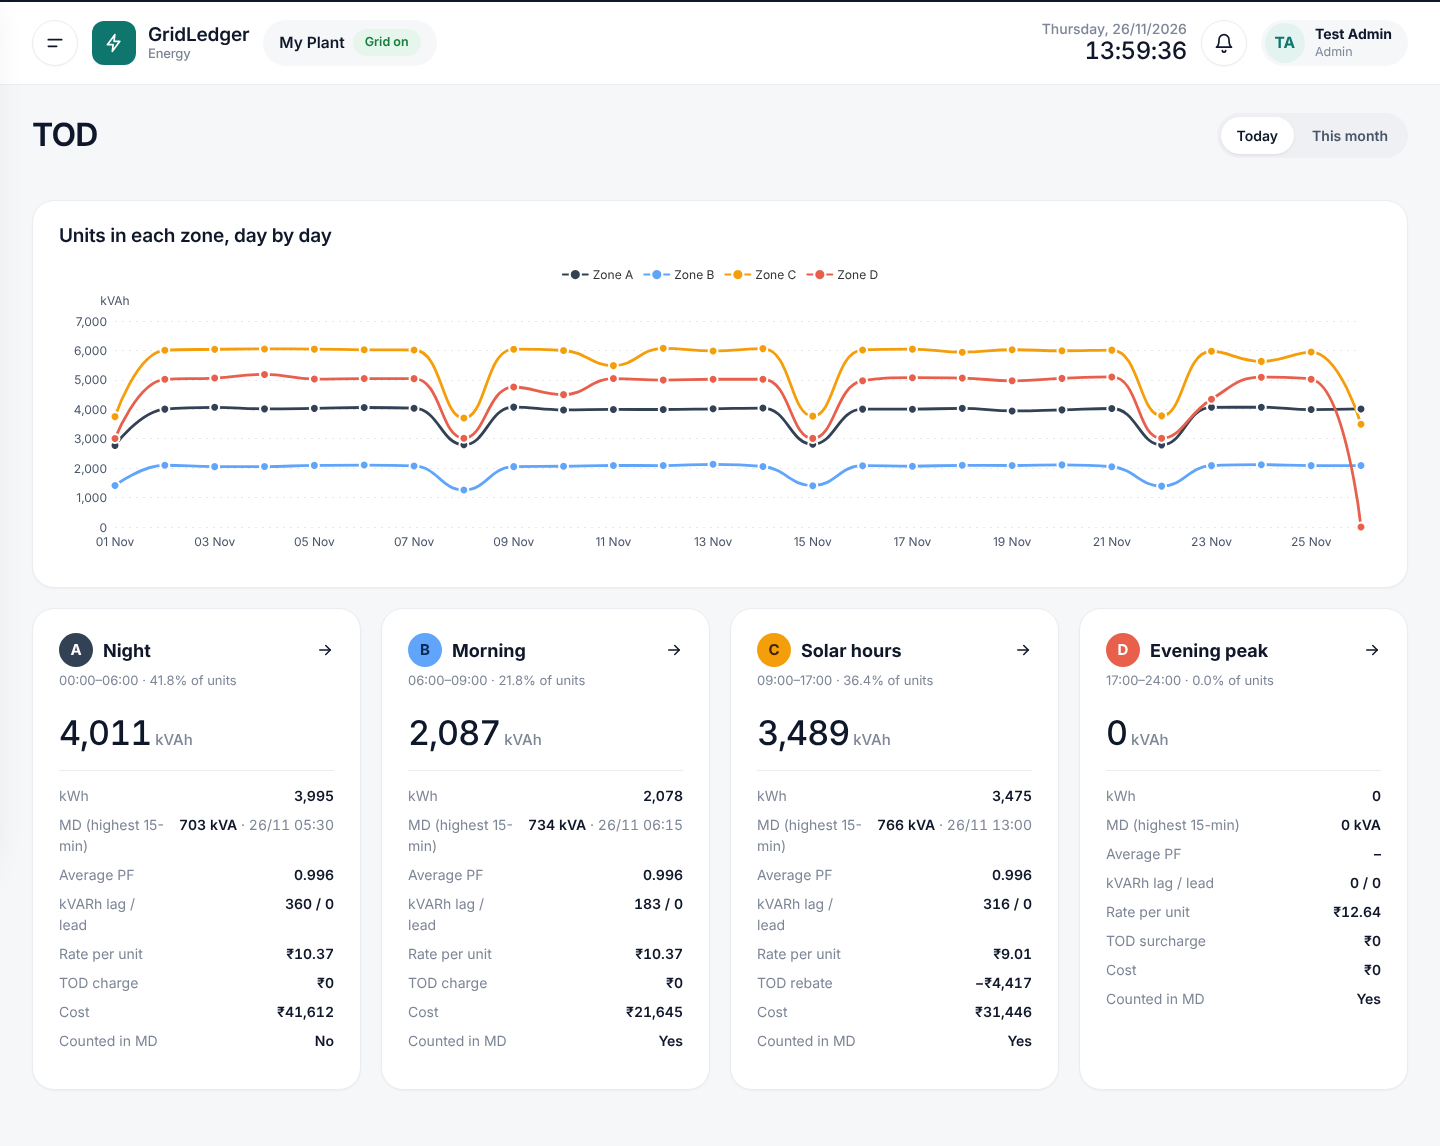 GridLedger
Energy
My Plant
Grid on
Thursday, 26/11/2026
13:59:36
TA
Test Admin
Admin
TOD
Today
This month
Units in each zone, day by day
Zone A
Zone B
Zone C
Zone D
kVAh
7,000
6,000
5,000
4,000
3,000
2,000
1,000
0
01 Nov
03 Nov
05 Nov
07 Nov
09 Nov
11 Nov
13 Nov
15 Nov
17 Nov
19 Nov
21 Nov
23 Nov
25 Nov
A Night
00:00–06:00 · 41.8% of units
4,011 kVAh
kWh 3,995
MD (highest 15-min) 703 kVA · 26/11 05:30
Average PF 0.996
kVARh lag / lead 360 / 0
Rate per unit ₹10.37
TOD charge ₹0
Cost ₹41,612
Counted in MD No
B Morning
06:00–09:00 · 21.8% of units
2,087 kVAh
kWh 2,078
MD (highest 15-min) 734 kVA · 26/11 06:15
Average PF 0.996
kVARh lag / lead 183 / 0
Rate per unit ₹10.37
TOD charge ₹0
Cost ₹21,645
Counted in MD Yes
C Solar hours
09:00–17:00 · 36.4% of units
3,489 kVAh
kWh 3,475
MD (highest 15-min) 766 kVA · 26/11 13:00
Average PF 0.996
kVARh lag / lead 316 / 0
Rate per unit ₹9.01
TOD rebate −₹4,417
Cost ₹31,446
Counted in MD Yes
D Evening peak
17:00–24:00 · 0.0% of units
0 kVAh
kWh 0
MD (highest 15-min) 0 kVA
Average PF –
kVARh lag / lead 0 / 0
Rate per unit ₹12.64
TOD surcharge ₹0
Cost ₹0
Counted in MD Yes